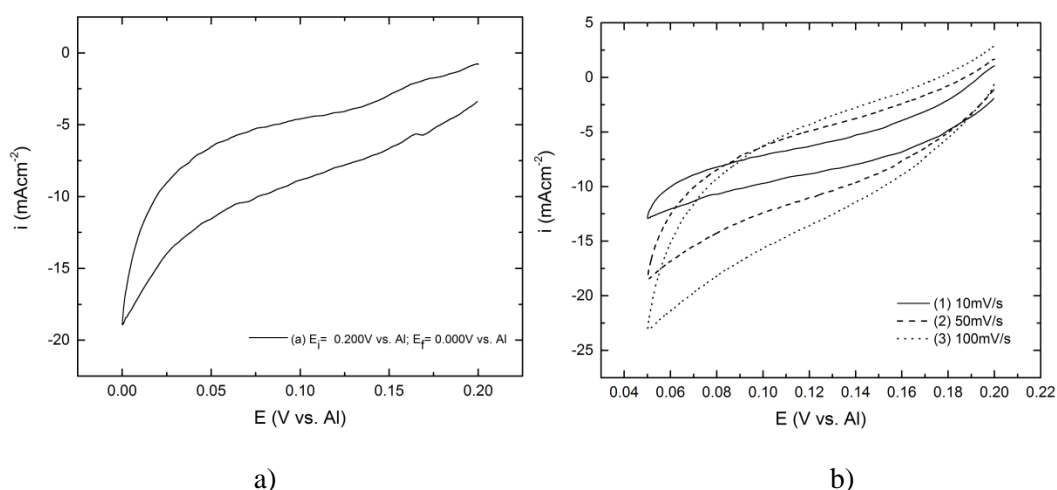 a)
b)
0
-5
-10
-15
-20
i (mAcm-2)
(a) Ei= 0.200V vs. Al; Ef= 0.000V vs. Al
0.00 0.05 0.10 0.15 0.20
E (V vs. Al)
5
0
-5
-10
-15
-20
-25
i (mAcm-2)
(1) 10mV/s
(2) 50mV/s
(3) 100mV/s
0.04 0.06 0.08 0.10 0.12 0.14 0.16 0.18 0.20 0.22
E (V vs. Al)
a)
b)